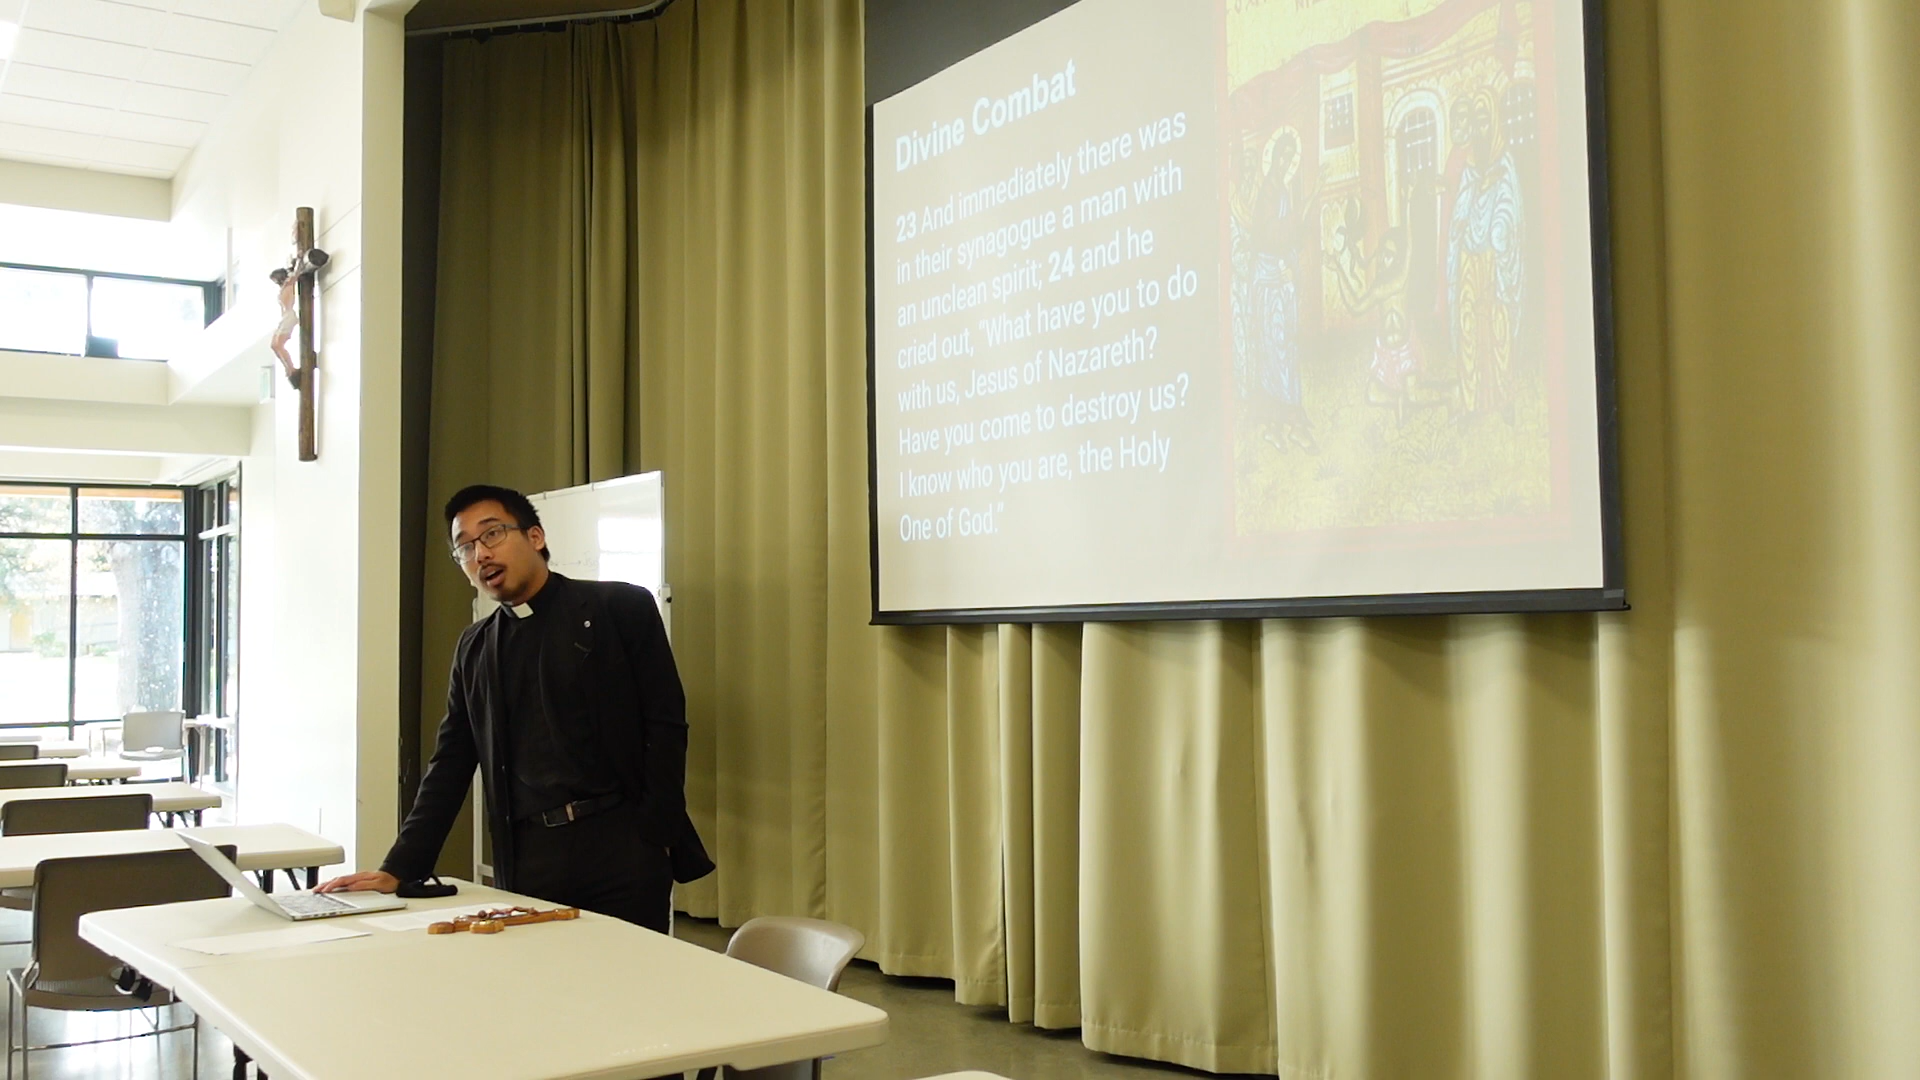 Divine Combat
23 And immediately there was
in their synagogue a man with
an unclean spirit; 24 and he
cried out, “What have you to do
with us, Jesus of Nazareth?
Have you come to destroy us?
I know who you are, the Holy
One of God.”